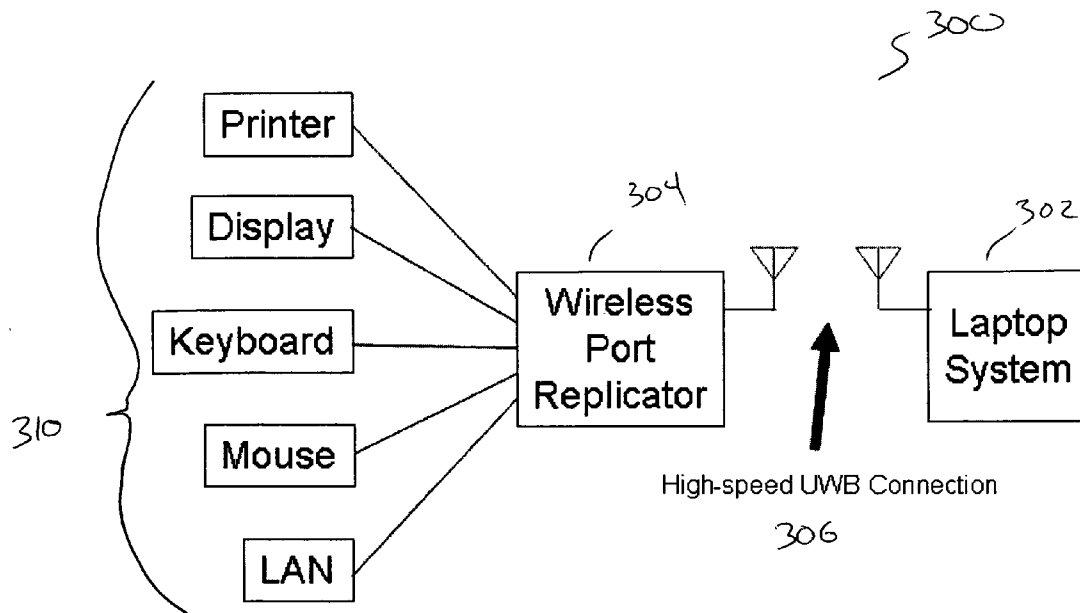 300
Printer
304
302
Display
Wireless
Port
Replicator
Laptop
System
Keyboard
310
Mouse
High-speed UWB Connection
306
LAN